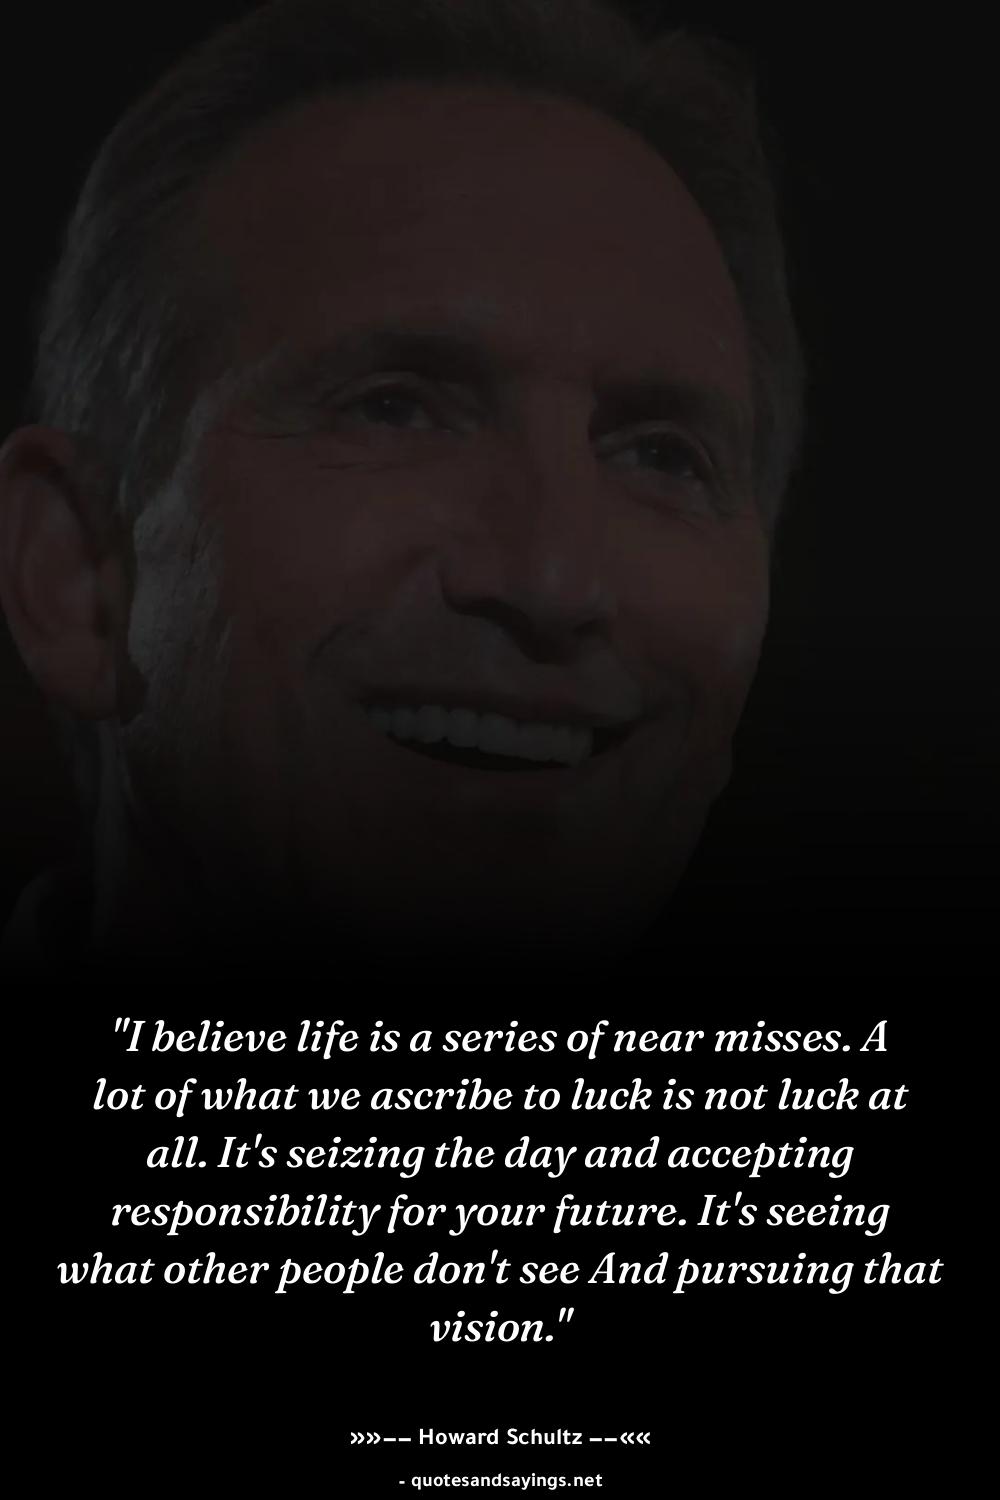 "I believe life is a series of near misses. A
lot of what we ascribe to luck is not luck at
all. It's seizing the day and accepting
responsibility for your future. It's seeing
what other people don't see And pursuing that
vision."
»»–– Howard Schultz ––««
- quotesandsayings.net